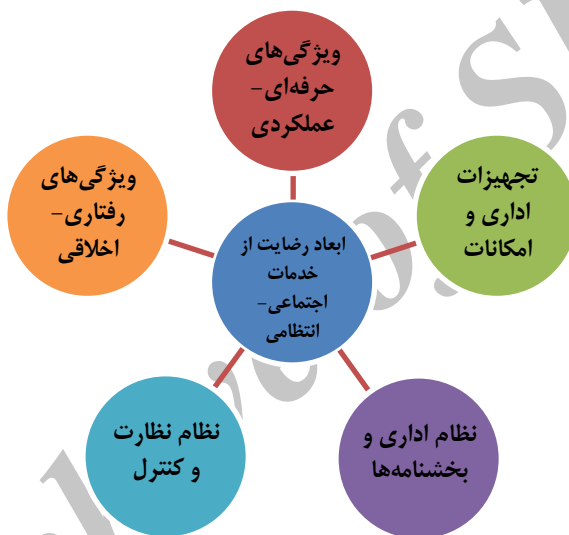 ویژگی‌های
حرفه‌ای-
عملکردی
تجهیزات
اداری و
امکانات
نظام اداری و
بخشنامه‌ها
نظام نظارت
و کنترل
ویژگی‌های
رفتاری-
اخلاقی
ابعاد رضایت از
خدمات
اجتماعی-
انتظامی